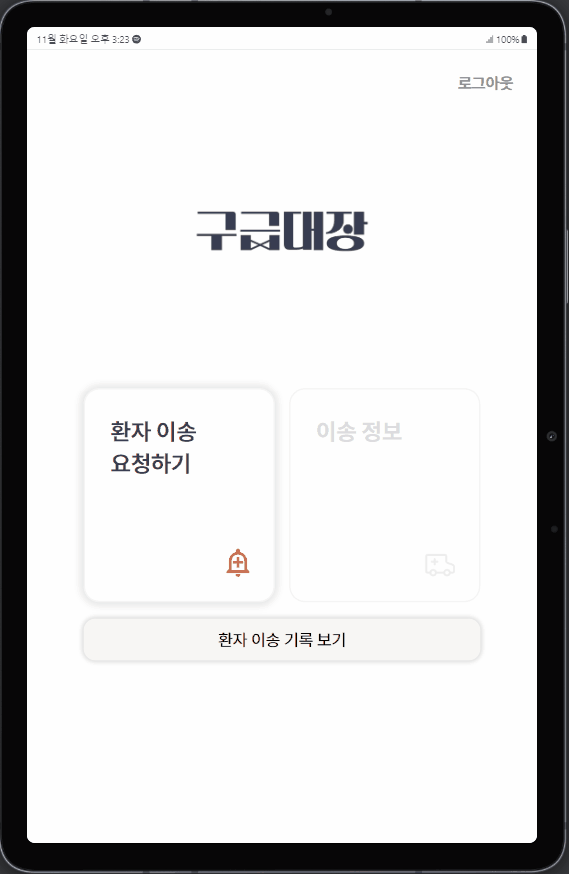 11월 화요일 오후 3:23
100%
로그아웃
구급대장
환자 이송
요청하기
이송 정보
환자 이송 기록 보기